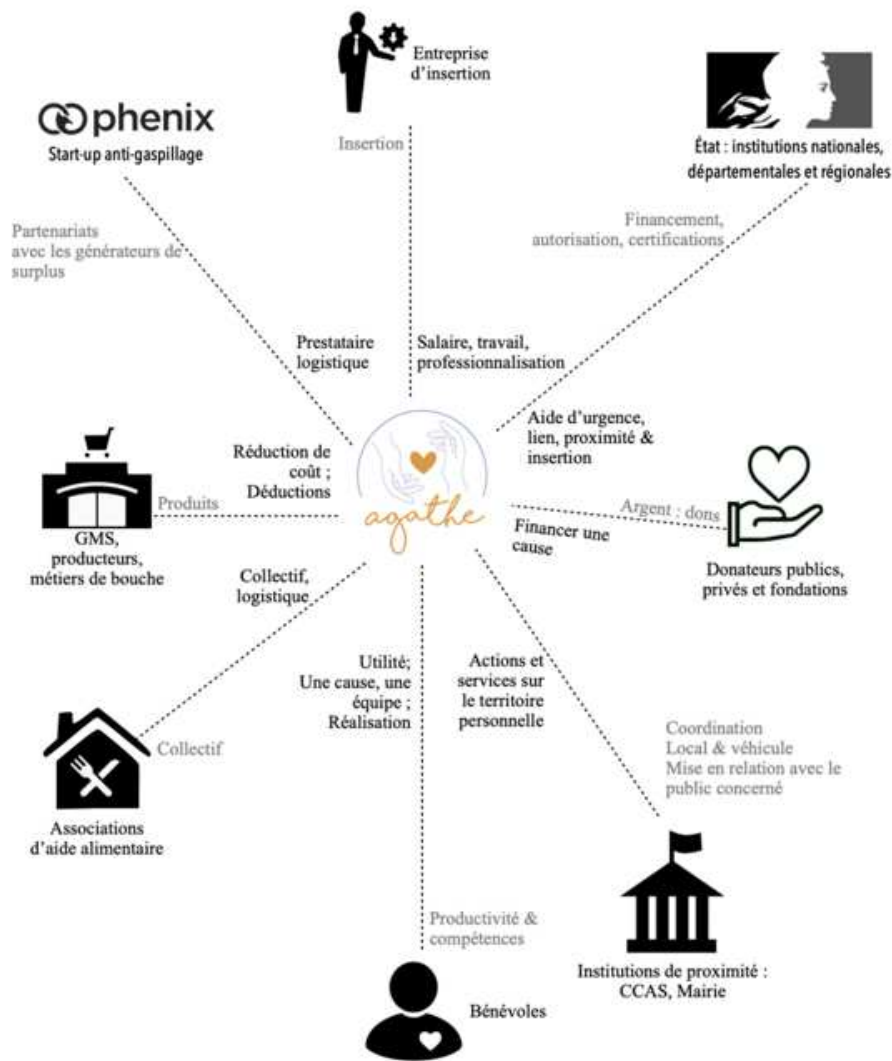 Entreprise
d'insertion
phenix
Start-up anti-gaspillage
Insertion
État : institutions nationales,
départementales et régionales
Partenariats
avec les générateurs de
surplus
Financement,
autorisation, certifications
Prestataire
logistique
Salaire, travail,
professionnalisation
Aide d'urgence,
lien, proximité &
insertion
Réduction de
coût ;
Déductions
Produits
agathe
Argent : dons
Financer une
cause
GMS,
producteurs,
métiers de bouche
Donateurs publics,
privés et fondations
Collectif,
logistique
Utilité;
Une cause, une
équipe ;
Réalisation
Actions et
services sur
le territoire
personnelle
Collectif
Coordination
Local & véhicule
Mise en relation avec le
public concerné
Associations
d'aide alimentaire
Productivité &
compétences
Institutions de proximité :
CCAS, Mairie
Bénévoles